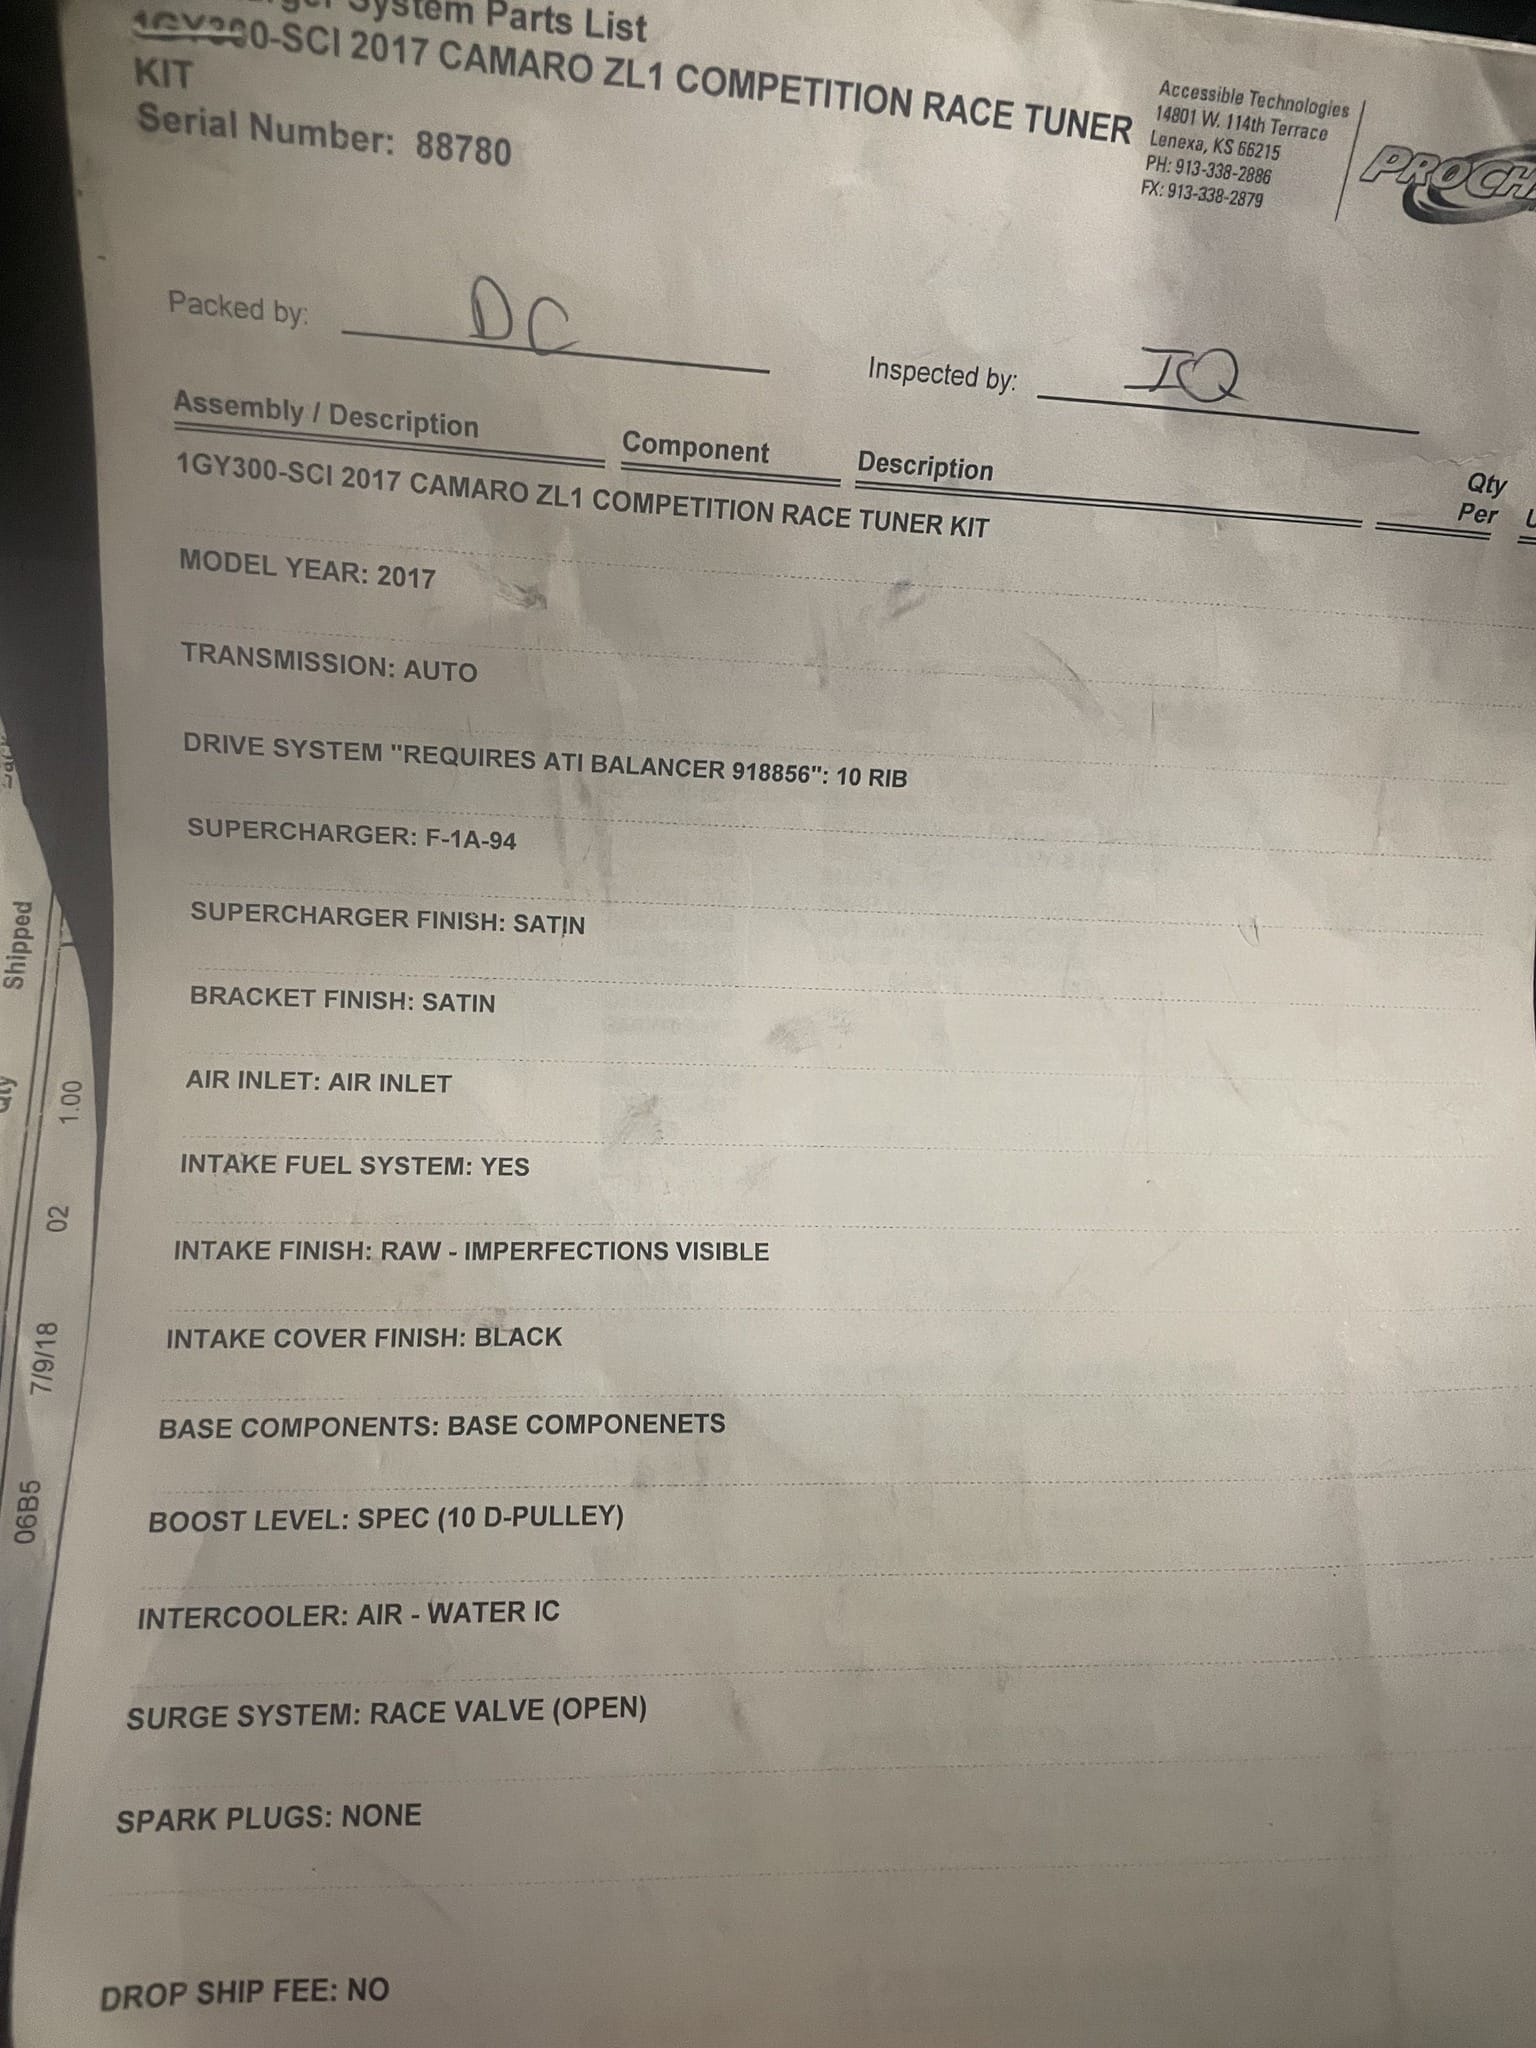 System Parts List
1GY300-SCI 2017 CAMARO ZL1 COMPETITION RACE TUNER
KIT
Serial Number: 88780
Accessible Technologies
14801 W. 114th Terrace
Lenexa, KS 66215
PH: 913-338-2886
FX: 913-338-2879
PROCH
Packed by: DC
Inspected by: IQ
Assembly / Description Component Description Qty Per
1GY300-SCI 2017 CAMARO ZL1 COMPETITION RACE TUNER KIT
MODEL YEAR: 2017
TRANSMISSION: AUTO
DRIVE SYSTEM "REQUIRES ATI BALANCER 918856": 10 RIB
SUPERCHARGER: F-1A-94
SUPERCHARGER FINISH: SATIN
BRACKET FINISH: SATIN
AIR INLET: AIR INLET
INTAKE FUEL SYSTEM: YES
INTAKE FINISH: RAW - IMPERFECTIONS VISIBLE
INTAKE COVER FINISH: BLACK
BASE COMPONENTS: BASE COMPONENETS
BOOST LEVEL: SPEC (10 D-PULLEY)
INTERCOOLER: AIR - WATER IC
SURGE SYSTEM: RACE VALVE (OPEN)
SPARK PLUGS: NONE
DROP SHIP FEE: NO
Qty Shipped
06B5 7/9/18 02 1.00